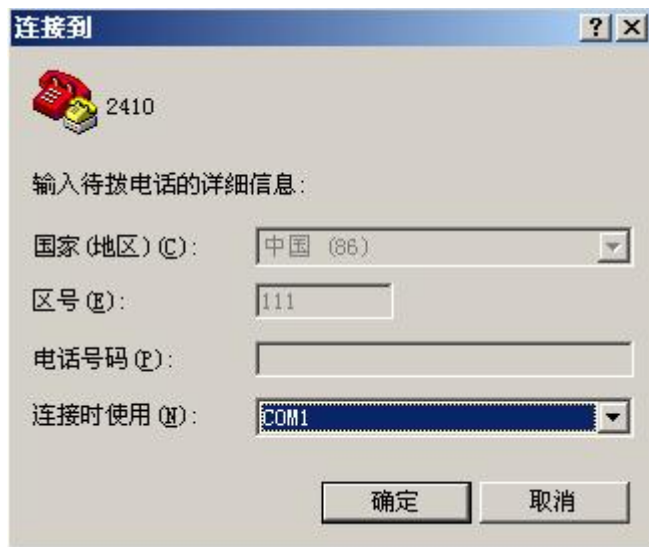 连接到
2410
输入待拨电话的详细信息:
国家(地区)(C): 中国 (86)
区号(E): 111
电话号码(P):
连接时使用(N): COM1
确定 取消